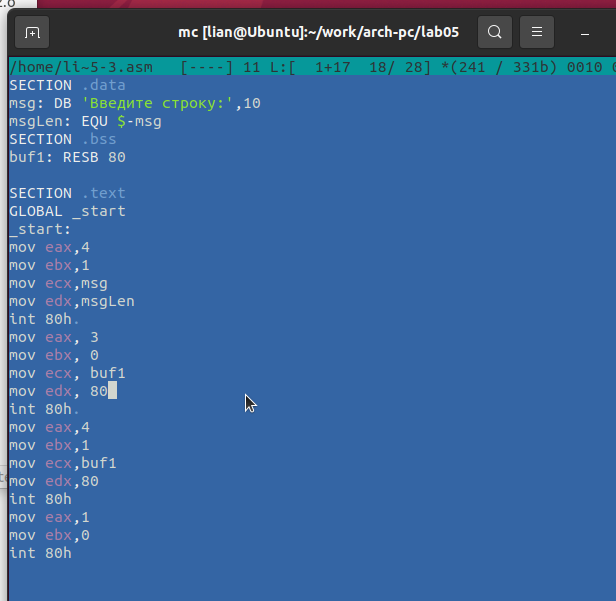 mc [lian@Ubuntu]:~/work/arch-pc/lab05
/home/li~5-3.asm   [----] 11 L:[  1+17  18/ 28] *(241 / 331b) 0010
SECTION .data
msg: DB 'Введите строку:',10
msgLen: EQU $-msg
SECTION .bss
buf1: RESB 80
SECTION .text
GLOBAL _start
_start:
mov eax,4
mov ebx,1
mov ecx,msg
mov edx,msgLen
int 80h.
mov eax, 3
mov ebx, 0
mov ecx, buf1
mov edx, 80
int 80h.
mov eax,4
mov ebx,1
mov ecx,buf1
mov edx,80
int 80h
mov eax,1
mov ebx,0
int 80h